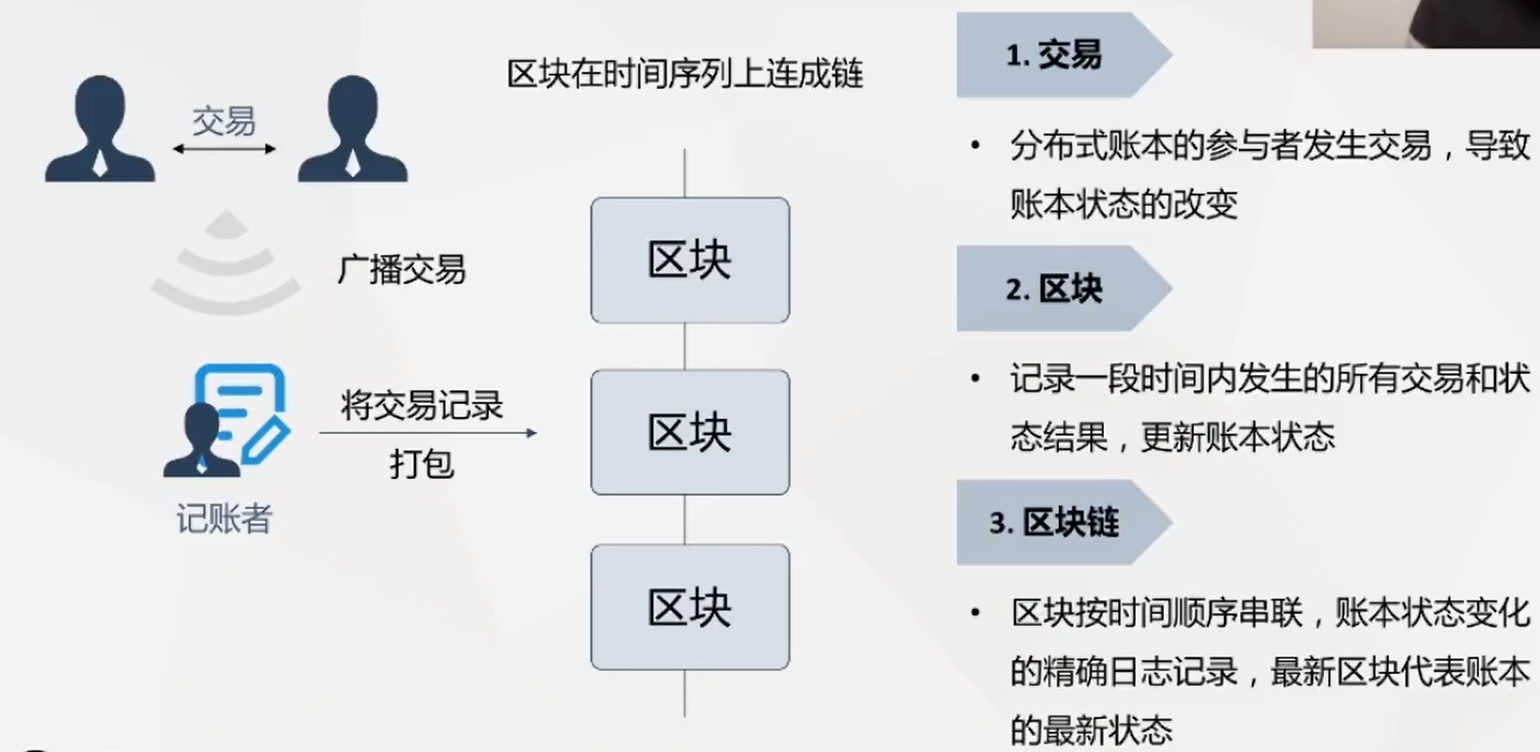 交易
广播交易
将交易记录
打包
记账者
区块在时间序列上连成链
区块
区块
区块
1. 交易
• 分布式账本的参与者发生交易，导致
账本状态的改变
2. 区块
• 记录一段时间内发生的所有交易和状
态结果，更新账本状态
3. 区块链
• 区块按时间顺序串联，账本状态变化
的精确日志记录，最新区块代表账本
的最新状态